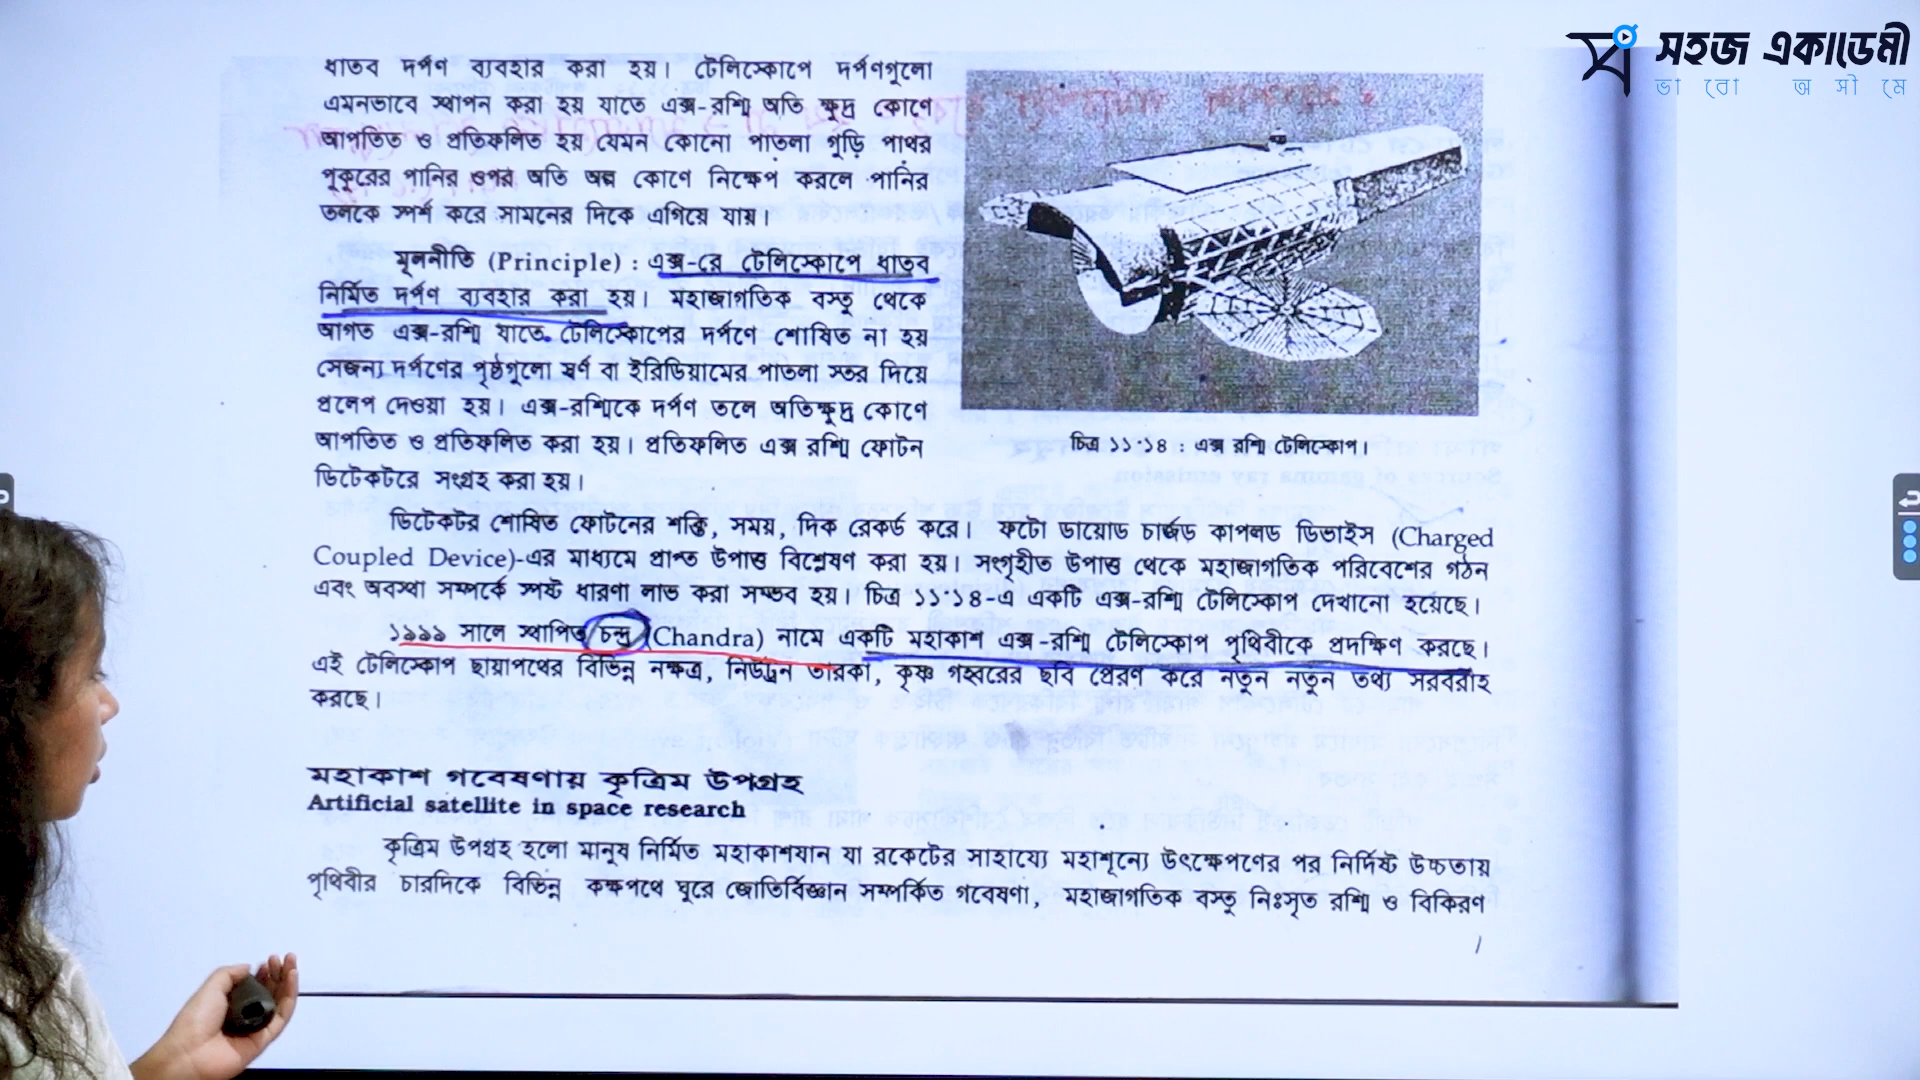 সহজ একাডেমী
ভাবো অসীমে
ধাতব দর্পণ ব্যবহার করা হয়। টেলিস্কোপে দর্পণগুলো
এমনভাবে স্থাপন করা হয় যাতে এক্স-রশ্মি অতি ক্ষুদ্র কোণে
আপতিত ও প্রতিফলিত হয় যেমন কোনো পাতলা গুড়ি পাথর
পুকুরের পানির ওপর অতি অল্প কোণে নিক্ষেপ করলে পানির
তলকে স্পর্শ করে সামনের দিকে এগিয়ে যায়।
মূলনীতি (Principle) : এক্স-রে টেলিস্কোপে ধাতব
নির্মিত দর্পণ ব্যবহার করা হয়। মহাজাগতিক বস্তু থেকে
আগত এক্স-রশ্মি যাতে টেলিস্কোপের দর্পণে শোষিত না হয়
সেজন্য দর্পণের পৃষ্ঠগুলো স্বর্ণ বা ইরিডিয়ামের পাতলা স্তর দিয়ে
প্রলেপ দেওয়া হয়। এক্স-রশ্মিকে দর্পণ তলে অতিক্ষুদ্র কোণে
আপতিত ও প্রতিফলিত করা হয়। প্রতিফলিত এক্স রশ্মি ফোটন
ডিটেকটরে সংগ্রহ করা হয়।
চিত্র ১১·১৪ : এক্স রশ্মি টেলিস্কোপ।
ডিটেকটর শোষিত ফোটনের শক্তি, সময়, দিক রেকর্ড করে। ফটো ডায়োড চার্জড কাপলড ডিভাইস (Charged
Coupled Device)-এর মাধ্যমে প্রাপ্ত উপাত্ত বিশ্লেষণ করা হয়। সংগৃহীত উপাত্ত থেকে মহাজাগতিক পরিবেশের গঠন
এবং অবস্থা সম্পর্কে স্পষ্ট ধারণা লাভ করা সম্ভব হয়। চিত্র ১১·১৪-এ একটি এক্স-রশ্মি টেলিস্কোপ দেখানো হয়েছে।
১৯৯৯ সালে স্থাপিত চন্দ্র (Chandra) নামে একটি মহাকাশ এক্স-রশ্মি টেলিস্কোপ পৃথিবীকে প্রদক্ষিণ করছে।
এই টেলিস্কোপ ছায়াপথের বিভিন্ন নক্ষত্র, নিউট্রন তারকা, কৃষ্ণ গহ্বরের ছবি প্রেরণ করে নতুন নতুন তথ্য সরবরাহ
করছে।
মহাকাশ গবেষণায় কৃত্রিম উপগ্রহ
Artificial satellite in space research
কৃত্রিম উপগ্রহ হলো মানুষ নির্মিত মহাকাশযান যা রকেটের সাহায্যে মহাশূন্যে উৎক্ষেপণের পর নির্দিষ্ট উচ্চতায়
পৃথিবীর চারদিকে বিভিন্ন কক্ষপথে ঘুরে জ্যোতির্বিজ্ঞান সম্পর্কিত গবেষণা, মহাজাগতিক বস্তু নিঃসৃত রশ্মি ও বিকিরণ